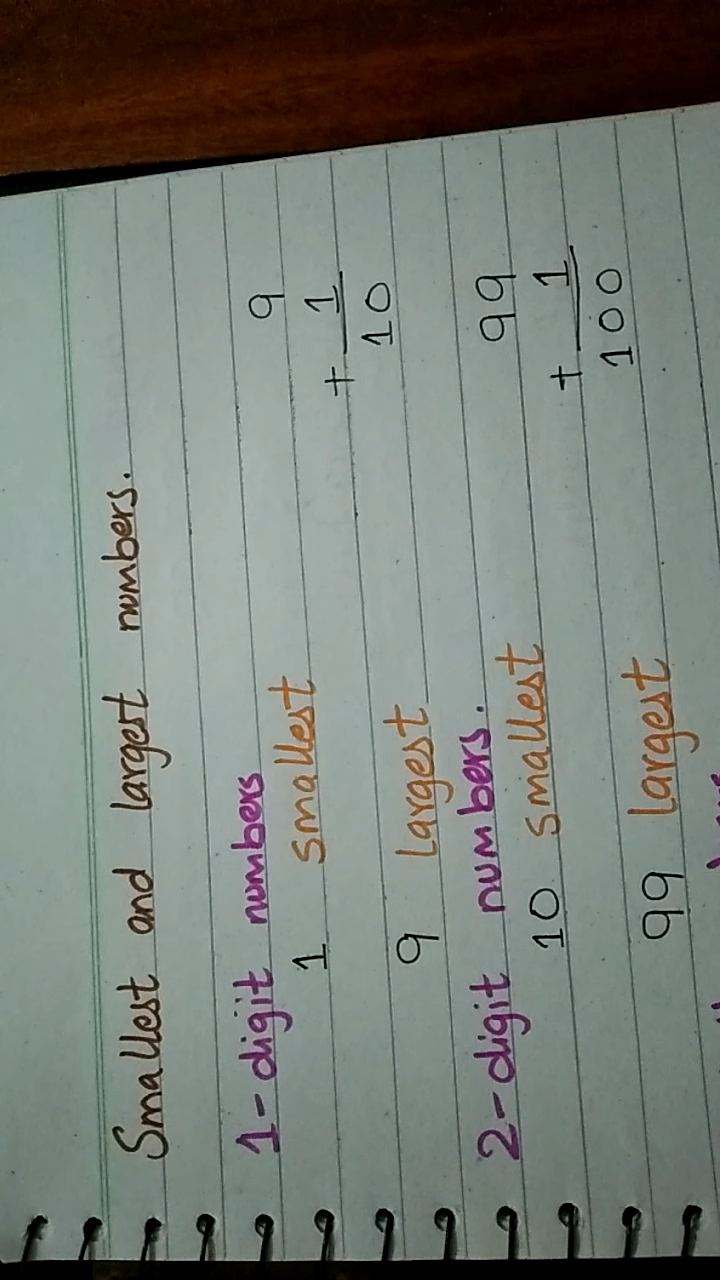 Smallest and largest numbers.
1-digit numbers 9
1 smallest + 1
10
9 largest
2-digit numbers. 99
10 smallest + 1
100
99 largest